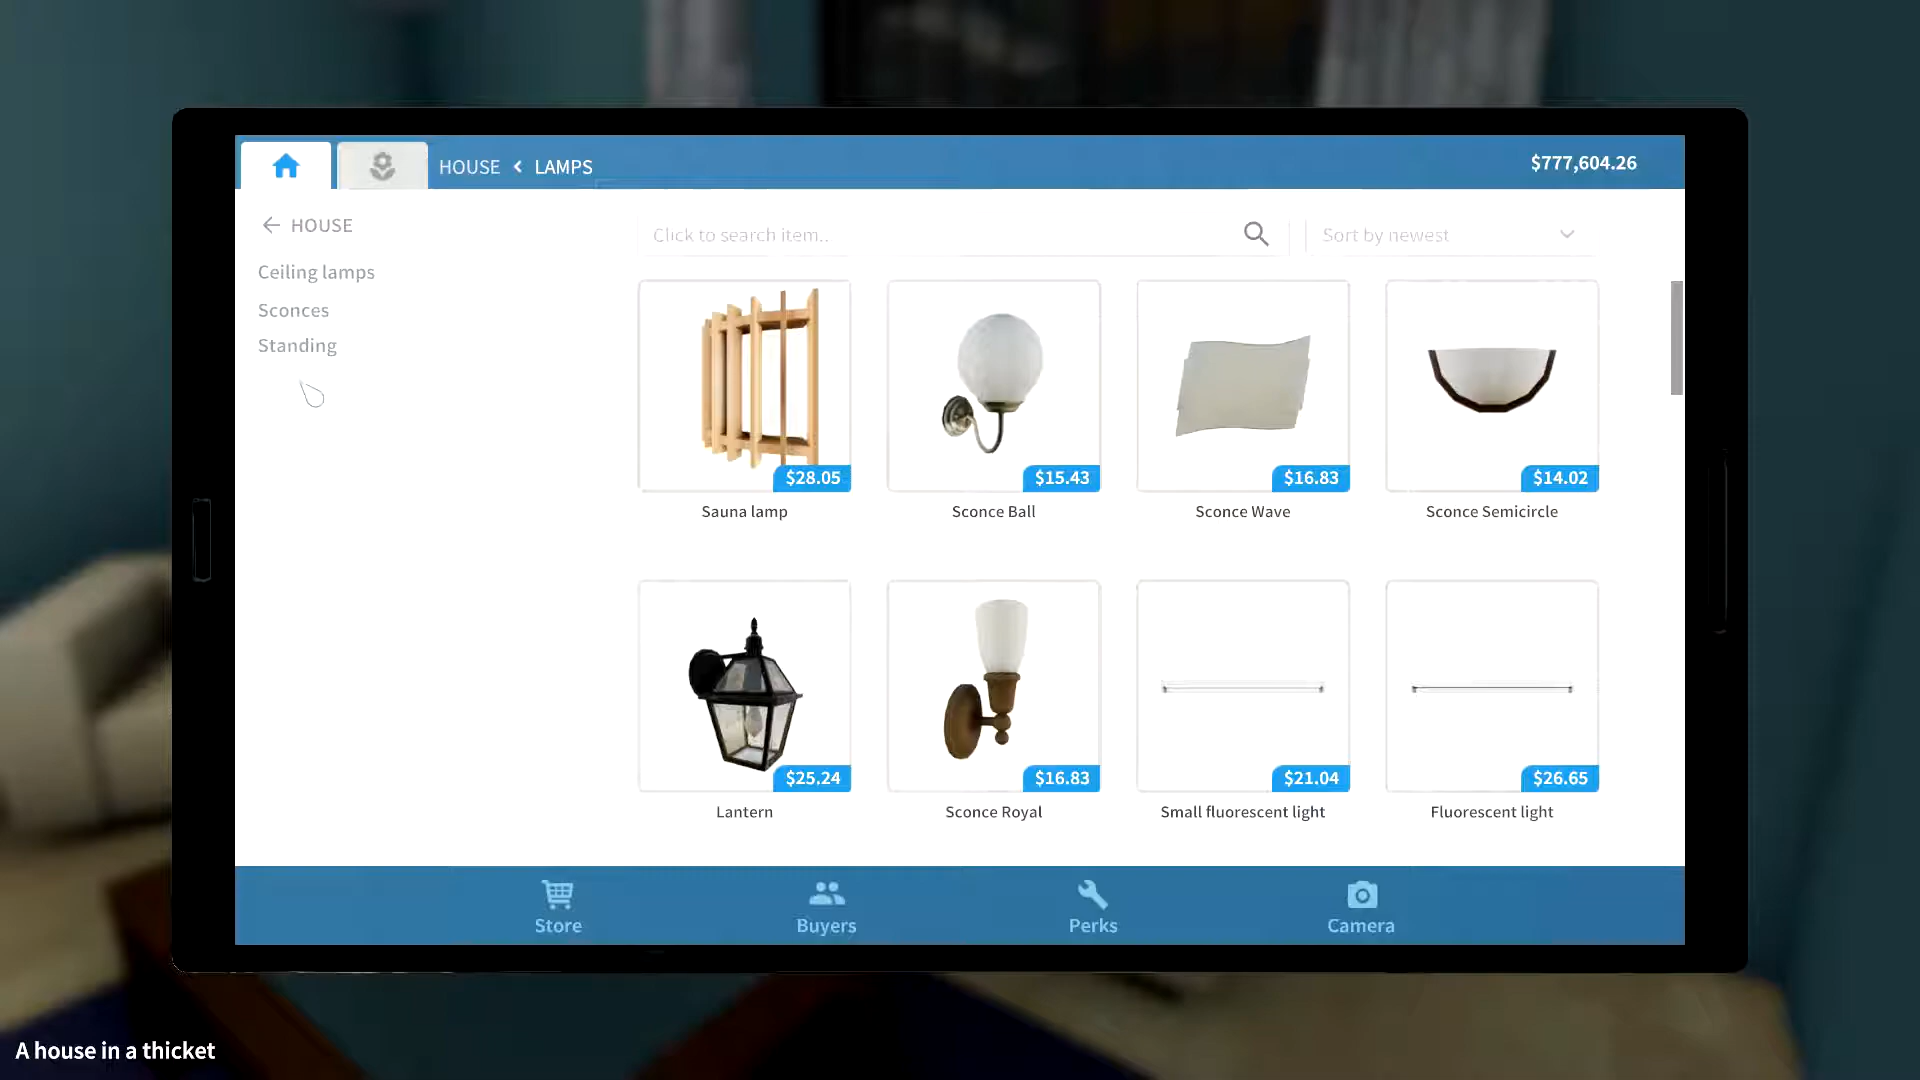 HOUSE < LAMPS
$777,604.26
HOUSE
Ceiling lamps
Sconces
Standing
Click to search item..
Sort by newest
$28.05
$15.43
$16.83
$14.02
Sauna lamp
Sconce Ball
Sconce Wave
Sconce Semicircle
$25.24
$16.83
$21.04
$26.65
Lantern
Sconce Royal
Small fluorescent light
Fluorescent light
Store
Buyers
Perks
Camera
A house in a thicket